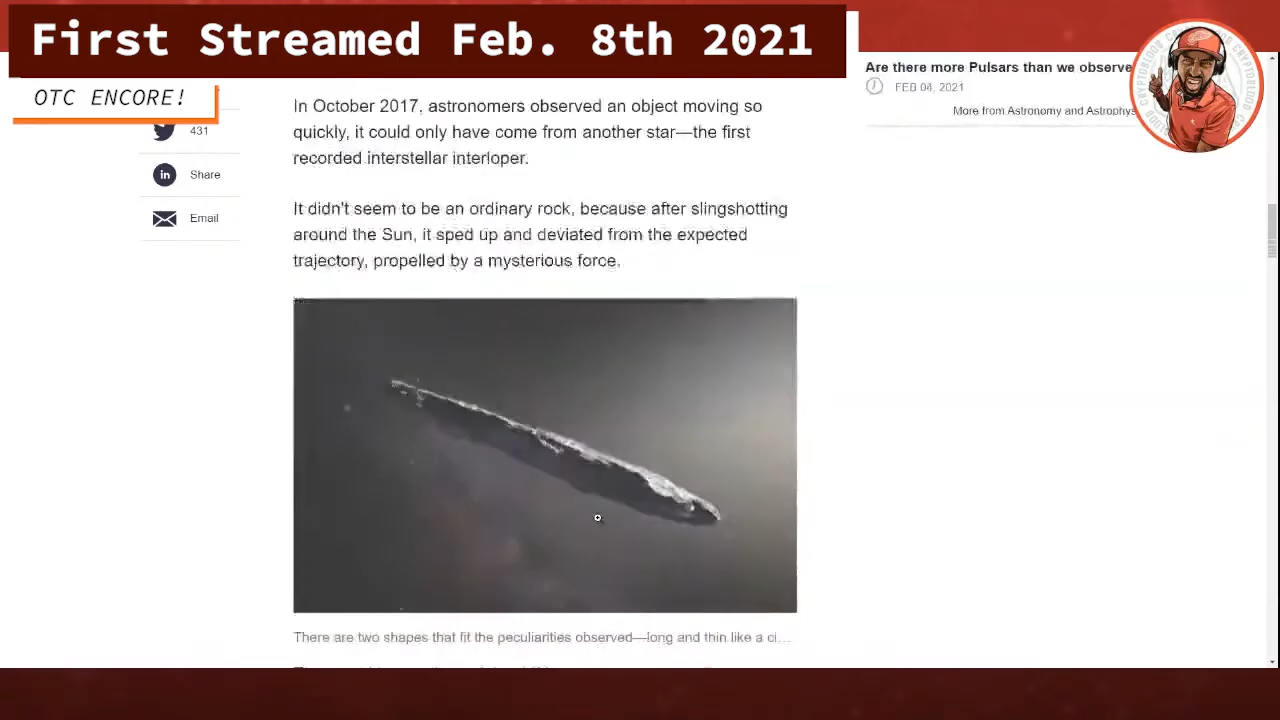 First Streamed Feb. 8th 2021
OTC ENCORE!
431
Share
Email
In October 2017, astronomers observed an object moving so
quickly, it could only have come from another star—the first
recorded interstellar interloper.
It didn't seem to be an ordinary rock, because after slingshotting
around the Sun, it sped up and deviated from the expected
trajectory, propelled by a mysterious force.
There are two shapes that fit the peculiarities observed—long and thin like a ci...
Are there more Pulsars than we observe
FEB 04, 2021
More from Astronomy and Astrophys
CRYPTOBLOOD